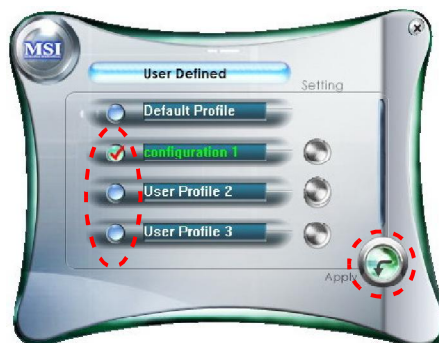 MSI
User Defined
Setting
Default Profile
configuration 1
User Profile 2
User Profile 3
Apply